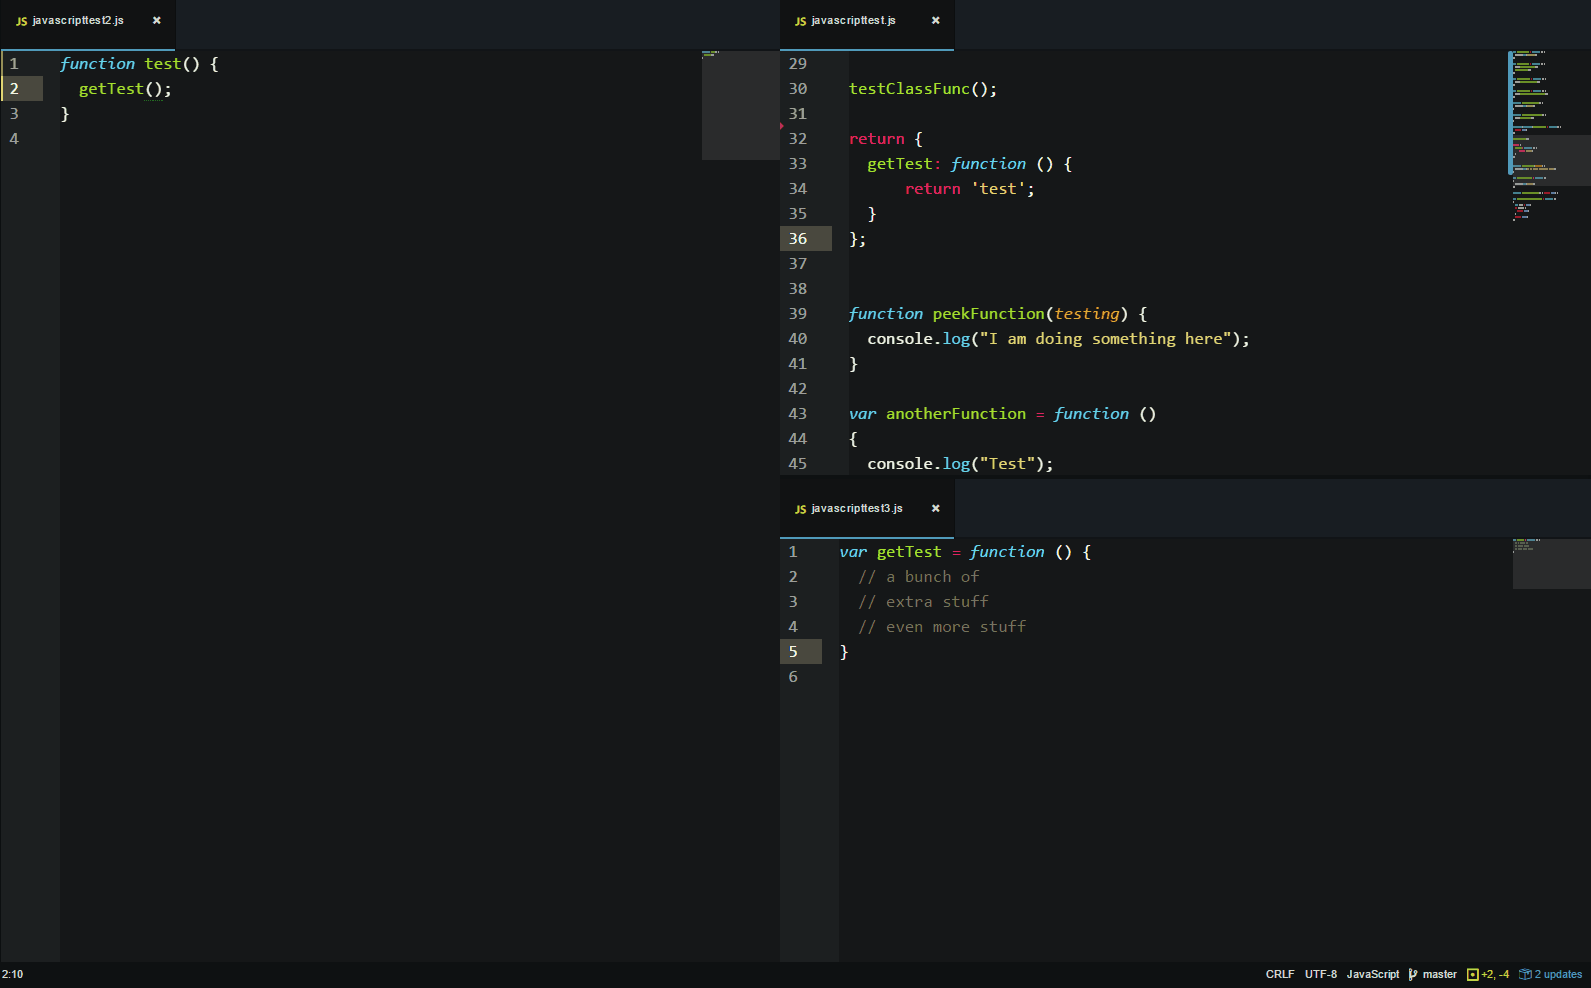 JS javascripttest2.js ×
1 function test() {
2   getTest();
3 }
4
JS javascripttest.js ×
29
30 testClassFunc();
31
32 return {
33   getTest: function () {
34       return 'test';
35   }
36 };
37
38
39 function peekFunction(testing) {
40   console.log("I am doing something here");
41 }
42
43 var anotherFunction = function ()
44 {
45   console.log("Test");
JS javascripttest3.js ×
1 var getTest = function () {
2   // a bunch of
3   // extra stuff
4   // even more stuff
5 }
6
2:10 CRLF UTF-8 JavaScript master +2, -4 2 updates